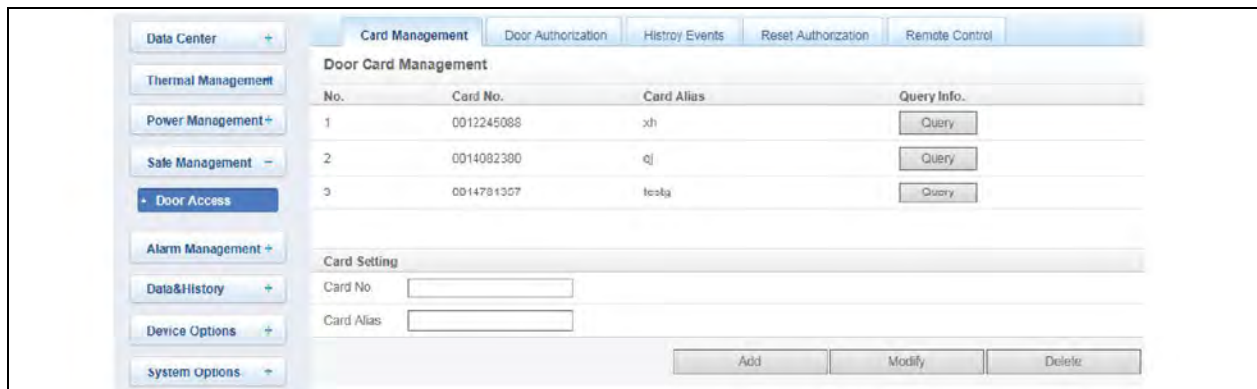 Data Center +
Thermal Management+
Power Management+
Safe Management −
Door Access
Alarm Management +
Data&History +
Device Options +
System Options +
Card Management Door Authorization Histroy Events Reset Authorization Remote Control
Door Card Management
No. Card No. Card Alias Query Info.
1 0012245088 xh Query
2 0014082380 qj Query
3 0014781357 Query
Card Setting
Card No
Card Alias
Add Modify Delete